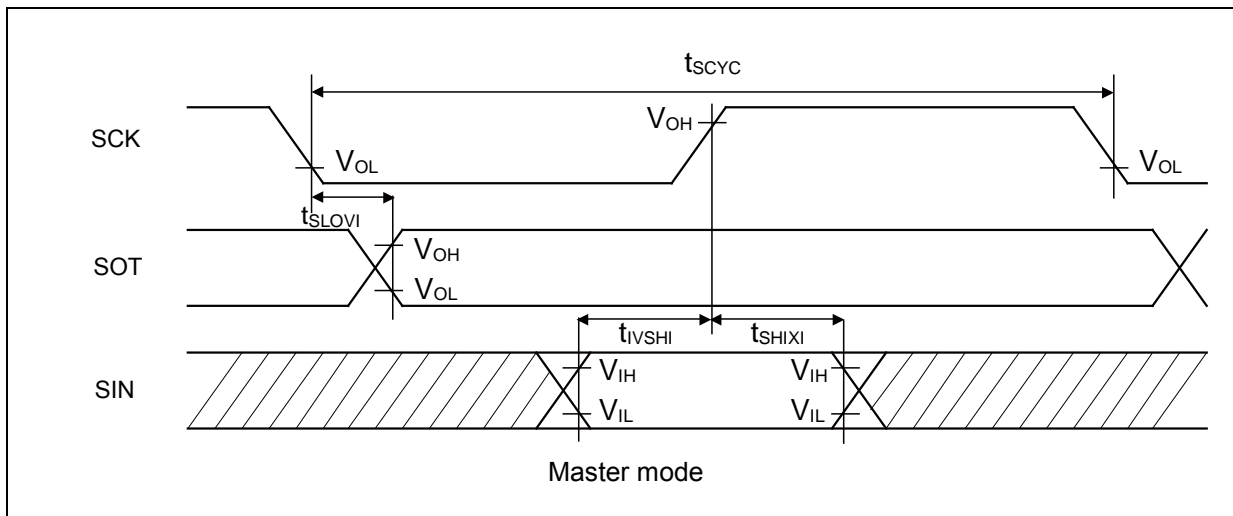 tSCYC
SCK
VOH
VOL
VOL
tSLOVI
SOT
VOH
VOL
tIVSHI
tSHIXI
SIN
VIH
VIH
VIL
VIL
Master mode